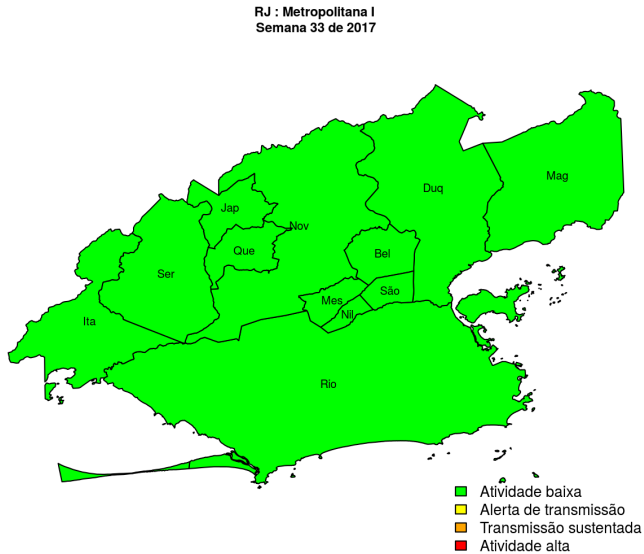 RJ : Metropolitana I
Semana 33 de 2017
Mag
Duq
Jap
Nov
Que
Bel
Ser
São
Mes
Nil
Ita
Rio
Atividade baixa
Alerta de transmissão
Transmissão sustentada
Atividade alta